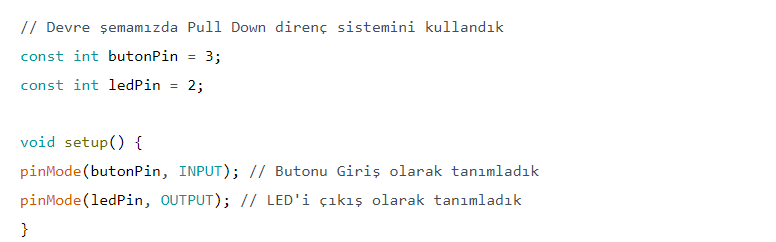 // Devre şemamızda Pull Down direnç sistemini kullandık
const int butonPin = 3;
const int ledPin = 2;
void setup() {
pinMode(butonPin, INPUT); // Butonu Giriş olarak tanımladık
pinMode(ledPin, OUTPUT); // LED'i çıkış olarak tanımladık
}